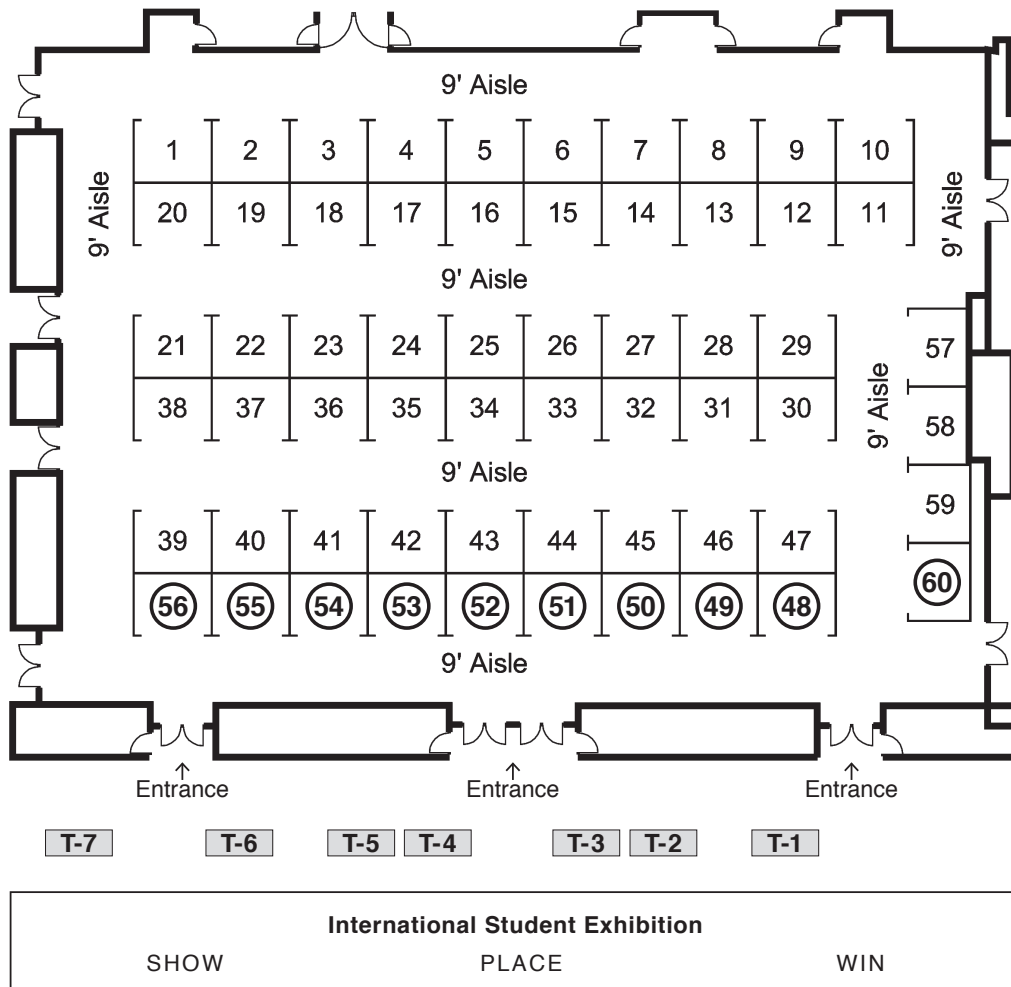 9' Aisle
1 2 3 4 5 6 7 8 9 10
9' Aisle
9' Aisle
20 19 18 17 16 15 14 13 12 11
9' Aisle
21 22 23 24 25 26 27 28 29
57
38 37 36 35 34 33 32 31 30
9' Aisle
58
9' Aisle
59
39 40 41 42 43 44 45 46 47
60
56 55 54 53 52 51 50 49 48
9' Aisle
Entrance Entrance Entrance
T-7 T-6 T-5 T-4 T-3 T-2 T-1
International Student Exhibition
SHOW PLACE WIN